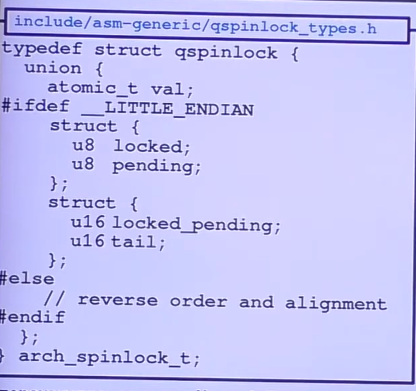 include/asm-generic/qspinlock_types.h
typedef struct qspinlock {
union {
atomic_t val;
#ifdef __LITTLE_ENDIAN
struct {
u8 locked;
u8 pending;
};
struct {
u16 locked_pending;
u16 tail;
};
#else
// reverse order and alignment
#endif
};
} arch_spinlock_t;